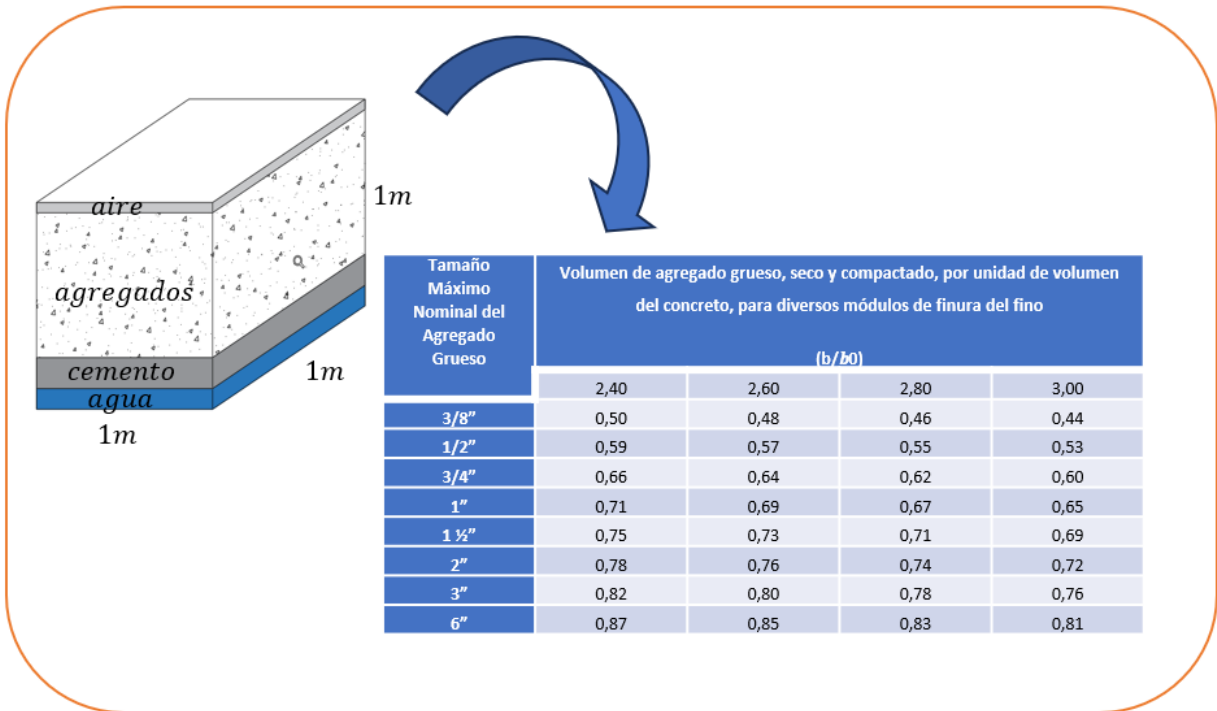 aire
1m
agregados
cemento
1m
agua
1m
Tamaño
Máximo
Nominal del
Agregado
Grueso
Volumen de agregado grueso, seco y compactado, por unidad de volumen
del concreto, para diversos módulos de finura del fino
(b/b0)
2,40 2,60 2,80 3,00
3/8” 0,50 0,48 0,46 0,44
1/2” 0,59 0,57 0,55 0,53
3/4” 0,66 0,64 0,62 0,60
1” 0,71 0,69 0,67 0,65
1 ½” 0,75 0,73 0,71 0,69
2” 0,78 0,76 0,74 0,72
3” 0,82 0,80 0,78 0,76
6” 0,87 0,85 0,83 0,81